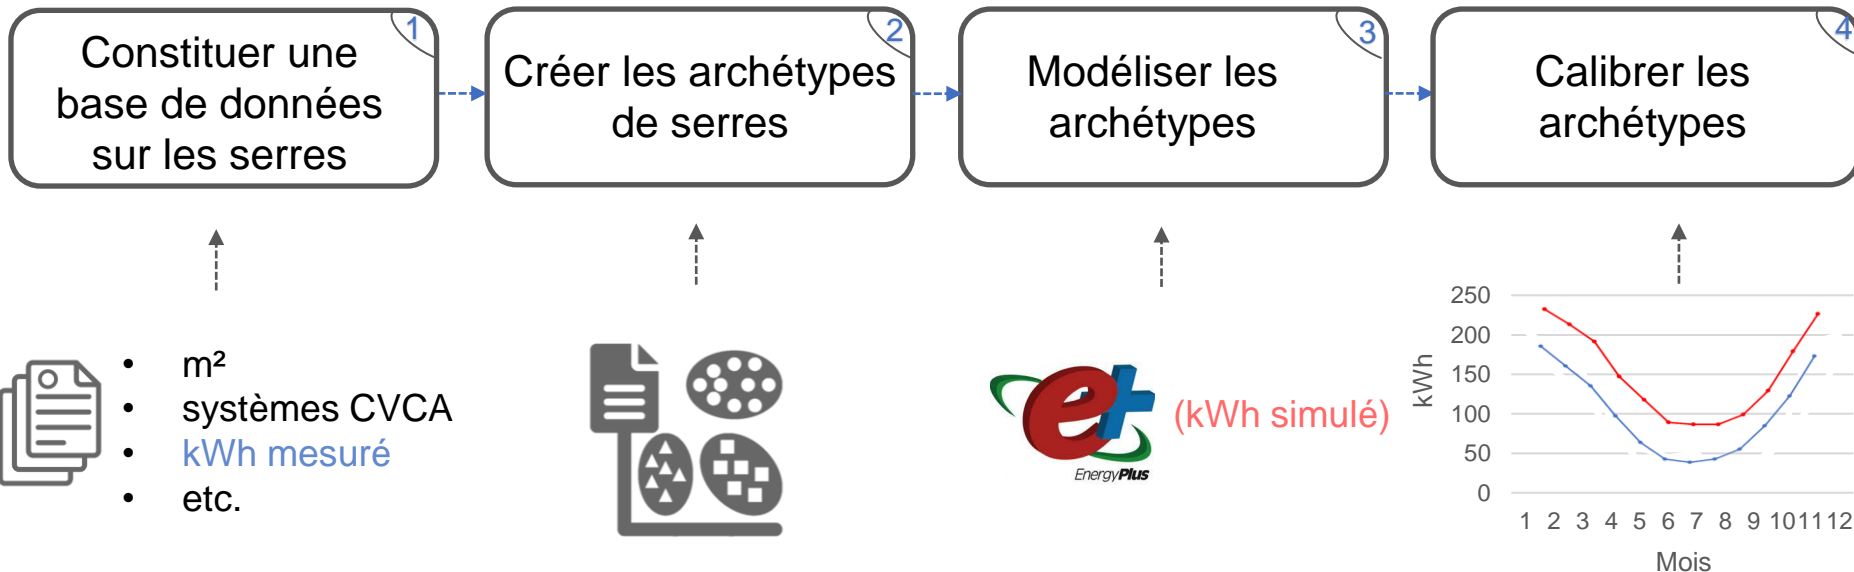 1
Constituer une
base de données
sur les serres
2
Créer les archétypes
de serres
3
Modéliser les
archétypes
4
Calibrer les
archétypes
• m²
• systèmes CVCA
• kWh mesuré
• etc.
e+
EnergyPlus
(kWh simulé)
kWh
250
200
150
100
50
0
1 2 3 4 5 6 7 8 9 10 11 12
Mois